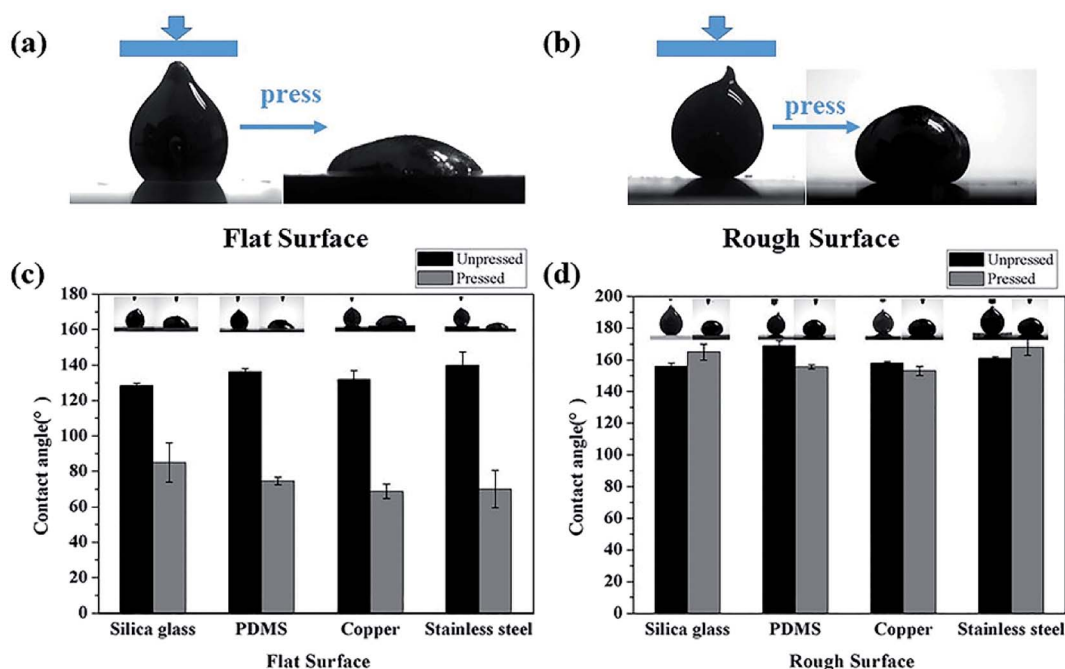 (a)
press
Flat Surface
(b)
press
Rough Surface
(c)
Unpressed
Pressed
180
160
140
120
100
80
60
40
20
0
Contact angle(° )
Silica glass
PDMS
Copper
Stainless steel
Flat Surface
(d)
Unpressed
Pressed
200
180
160
140
120
100
80
60
40
20
0
Contact angle(° )
Silica glass
PDMS
Copper
Stainless steel
Rough Surface